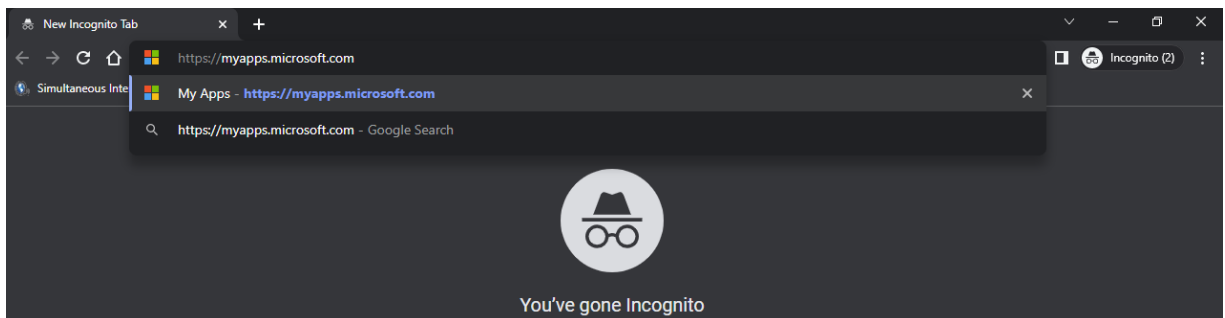 New Incognito Tab
https://myapps.microsoft.com
Incognito (2)
Simultaneous Inte
My Apps - https://myapps.microsoft.com
https://myapps.microsoft.com - Google Search
You've gone Incognito